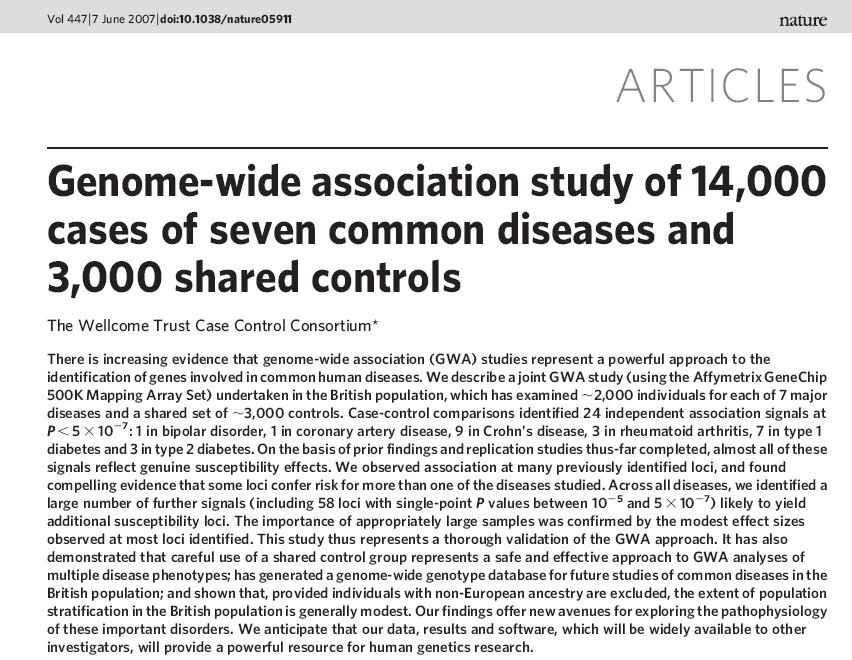 Vol 447|7 June 2007|doi:10.1038/nature05911
nature
ARTICLES
Genome-wide association study of 14,000
cases of seven common diseases and
3,000 shared controls
The Wellcome Trust Case Control Consortium*
There is increasing evidence that genome-wide association (GWA) studies represent a powerful approach to the
identification of genes involved in common human diseases. We describe a joint GWA study (using the Affymetrix GeneChip
500K Mapping Array Set) undertaken in the British population, which has examined ~2,000 individuals for each of 7 major
diseases and a shared set of ~3,000 controls. Case-control comparisons identified 24 independent association signals at
P < 5 × 10⁻⁷: 1 in bipolar disorder, 1 in coronary artery disease, 9 in Crohn's disease, 3 in rheumatoid arthritis, 7 in type 1
diabetes and 3 in type 2 diabetes. On the basis of prior findings and replication studies thus-far completed, almost all of these
signals reflect genuine susceptibility effects. We observed association at many previously identified loci, and found
compelling evidence that some loci confer risk for more than one of the diseases studied. Across all diseases, we identified a
large number of further signals (including 58 loci with single-point P values between 10⁻⁵ and 5 × 10⁻⁷) likely to yield
additional susceptibility loci. The importance of appropriately large samples was confirmed by the modest effect sizes
observed at most loci identified. This study thus represents a thorough validation of the GWA approach. It has also
demonstrated that careful use of a shared control group represents a safe and effective approach to GWA analyses of
multiple disease phenotypes; has generated a genome-wide genotype database for future studies of common diseases in the
British population; and shown that, provided individuals with non-European ancestry are excluded, the extent of population
stratification in the British population is generally modest. Our findings offer new avenues for exploring the pathophysiology
of these important disorders. We anticipate that our data, results and software, which will be widely available to other
investigators, will provide a powerful resource for human genetics research.